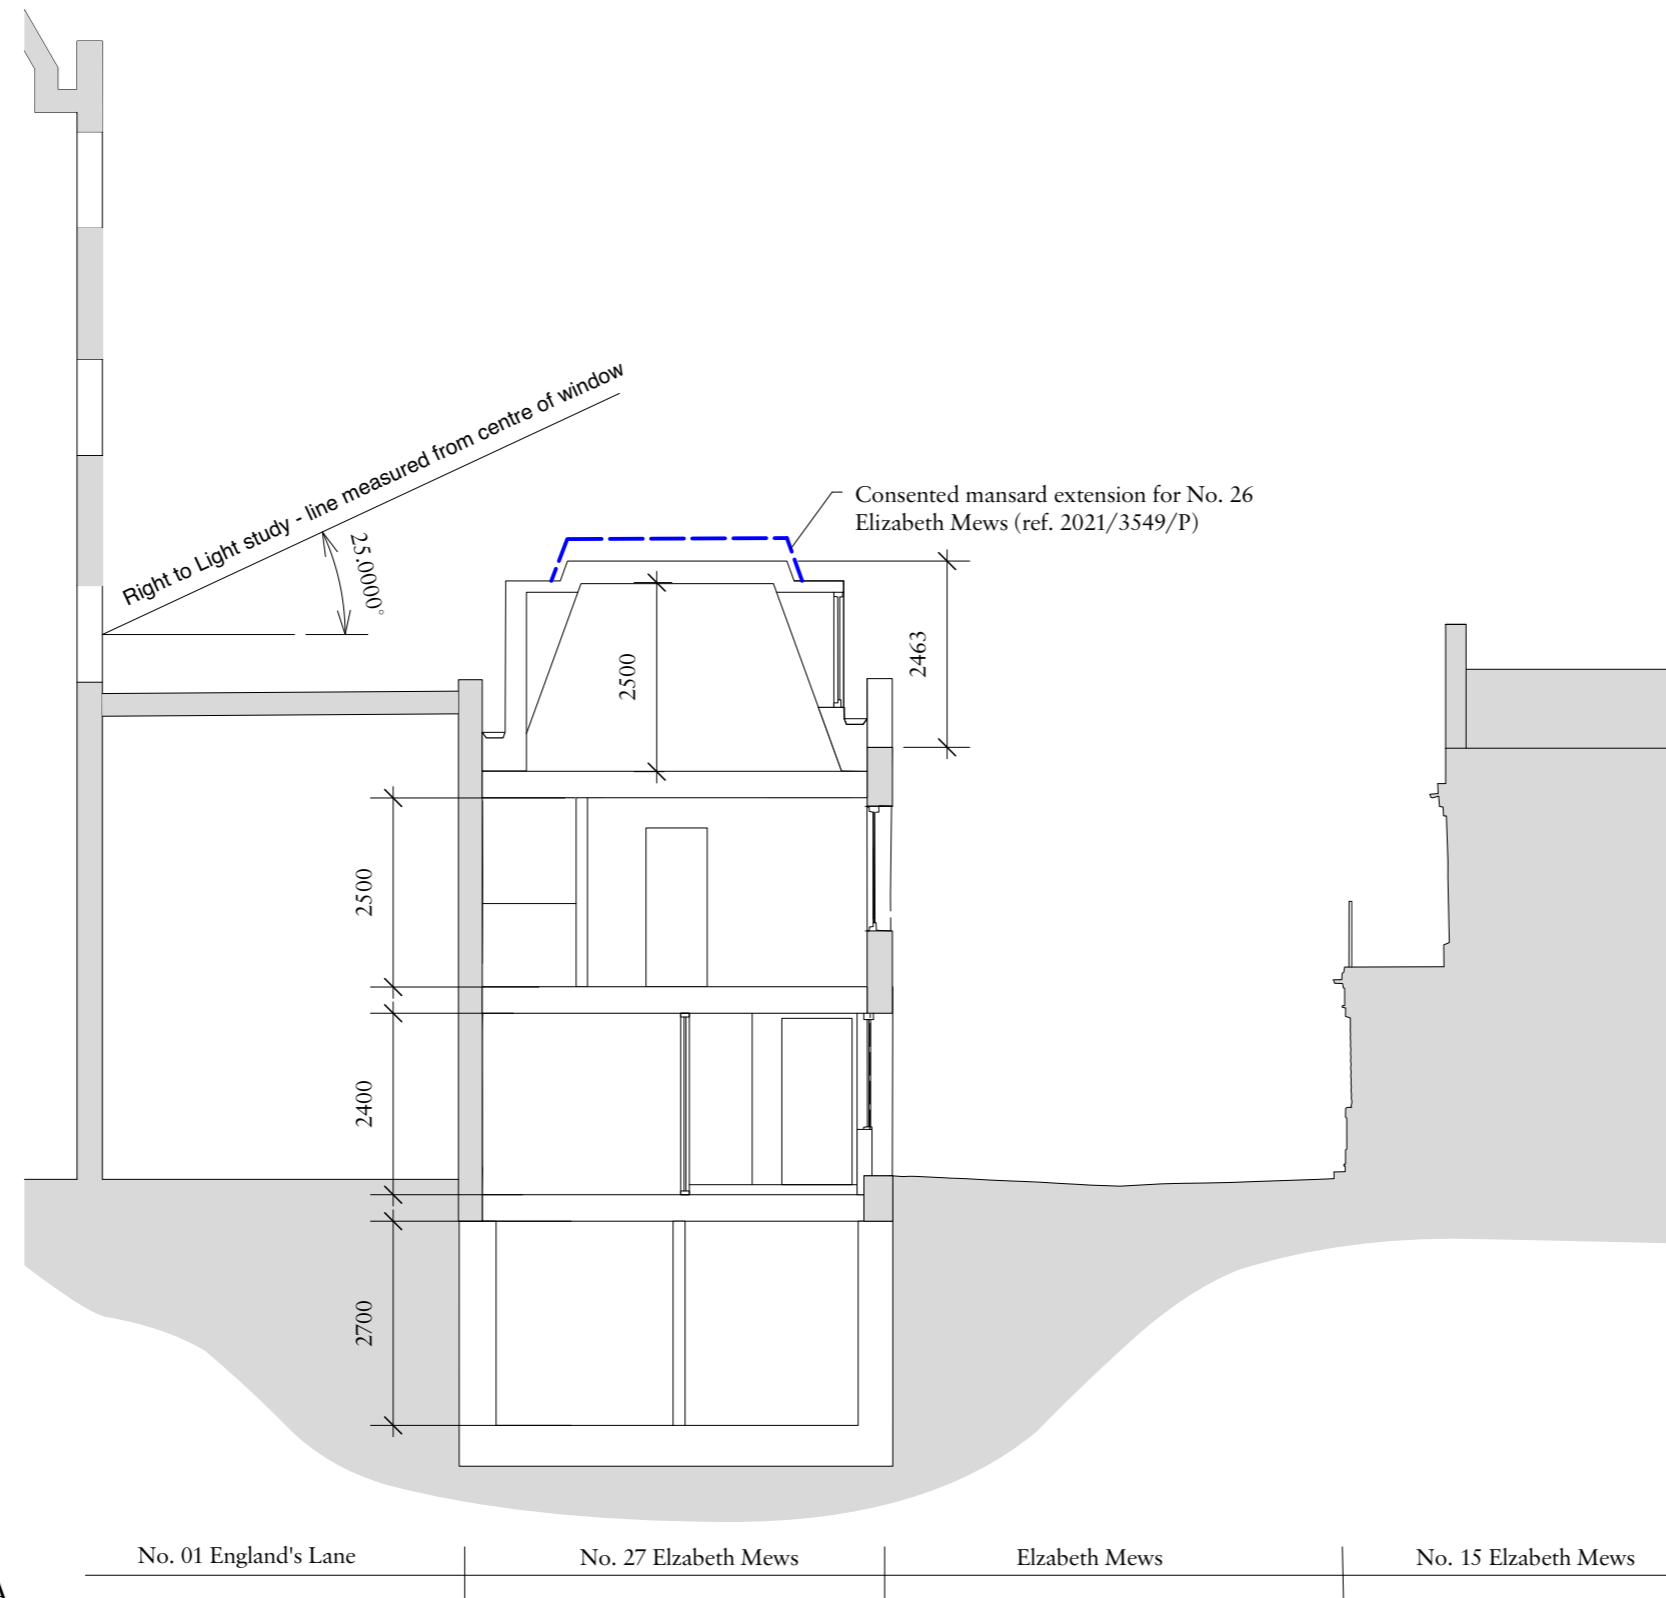 Right to Light study - line measured from centre of window
25.0000°
Consented mansard extension for No. 26
Elizabeth Mews (ref. 2021/3549/P)
2463
2500
2500
2400
2700
No. 01 England's Lane
No. 27 Elzabeth Mews
Elzabeth Mews
No. 15 Elzabeth Mews